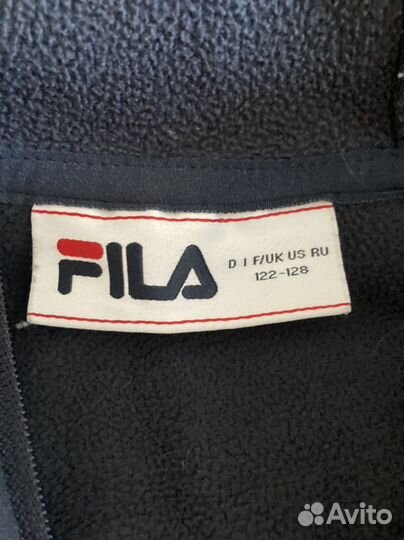 FILA
D I F/UK US RU
122-128
Avito